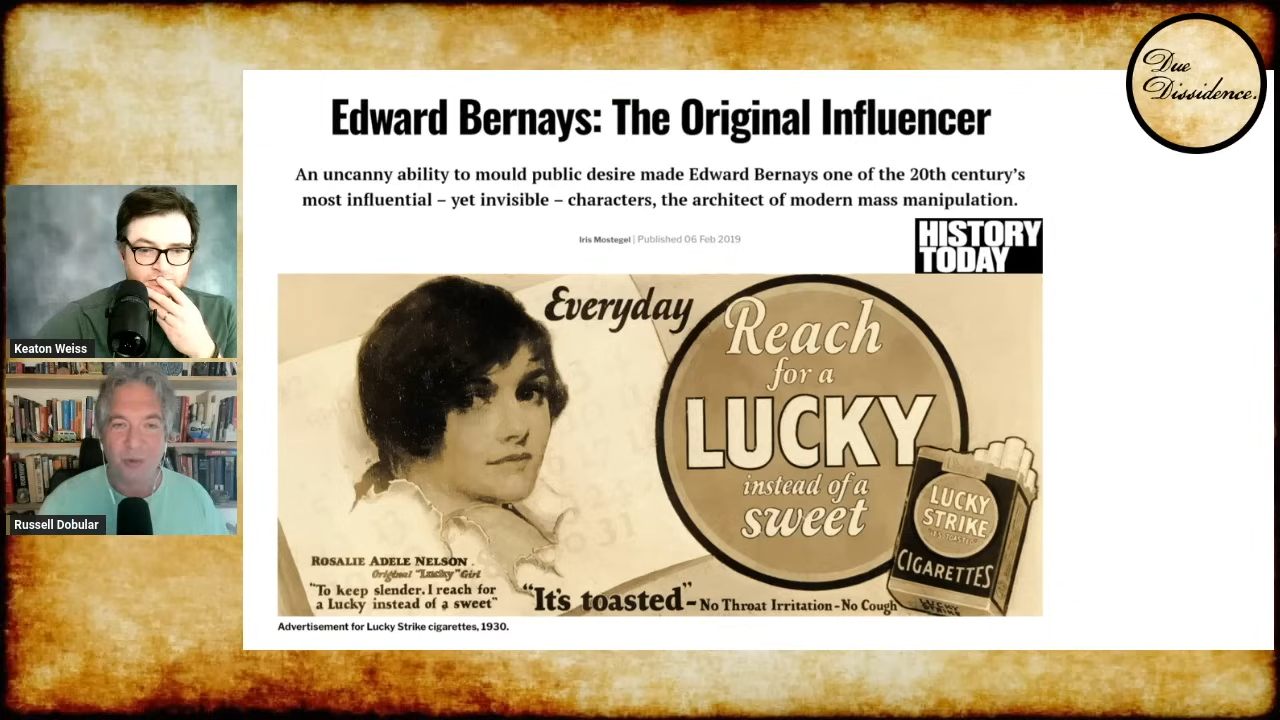 Due
Dissidence.
Edward Bernays: The Original Influencer
An uncanny ability to mould public desire made Edward Bernays one of the 20th century's
most influential – yet invisible – characters, the architect of modern mass manipulation.
Iris Mostegel | Published 06 Feb 2019
HISTORY
TODAY
Keaton Weiss
Russell Dobular
Everyday
Reach
for a
LUCKY
instead of a
sweet
LUCKY
STRIKE
"IT'S TOASTED"
CIGARETTES
ROSALIE ADELE NELSON
Original "Lucky" Girl
"To keep slender, I reach for
a Lucky instead of a sweet"
"It's toasted"- No Throat Irritation-No Cough
Advertisement for Lucky Strike cigarettes, 1930.